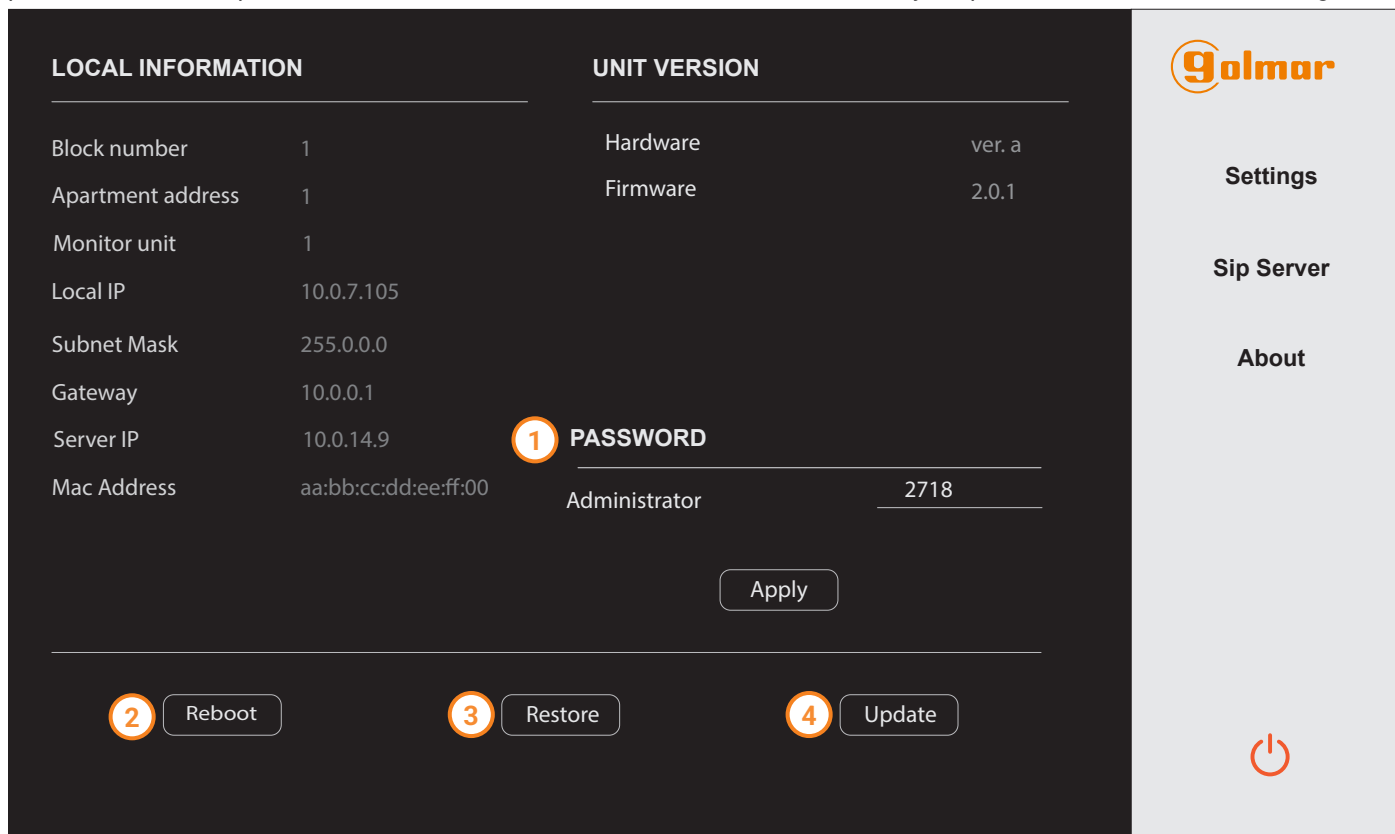 LOCAL INFORMATION
Block number 1
Apartment address 1
Monitor unit 1
Local IP 10.0.7.105
Subnet Mask 255.0.0.0
Gateway 10.0.0.1
Server IP 10.0.14.9
Mac Address aa:bb:cc:dd:ee:ff:00
UNIT VERSION
Hardware ver. a
Firmware 2.0.1
1 PASSWORD
Administrator 2718
Apply
2 Reboot
3 Restore
4 Update
golmar
Settings
Sip Server
About